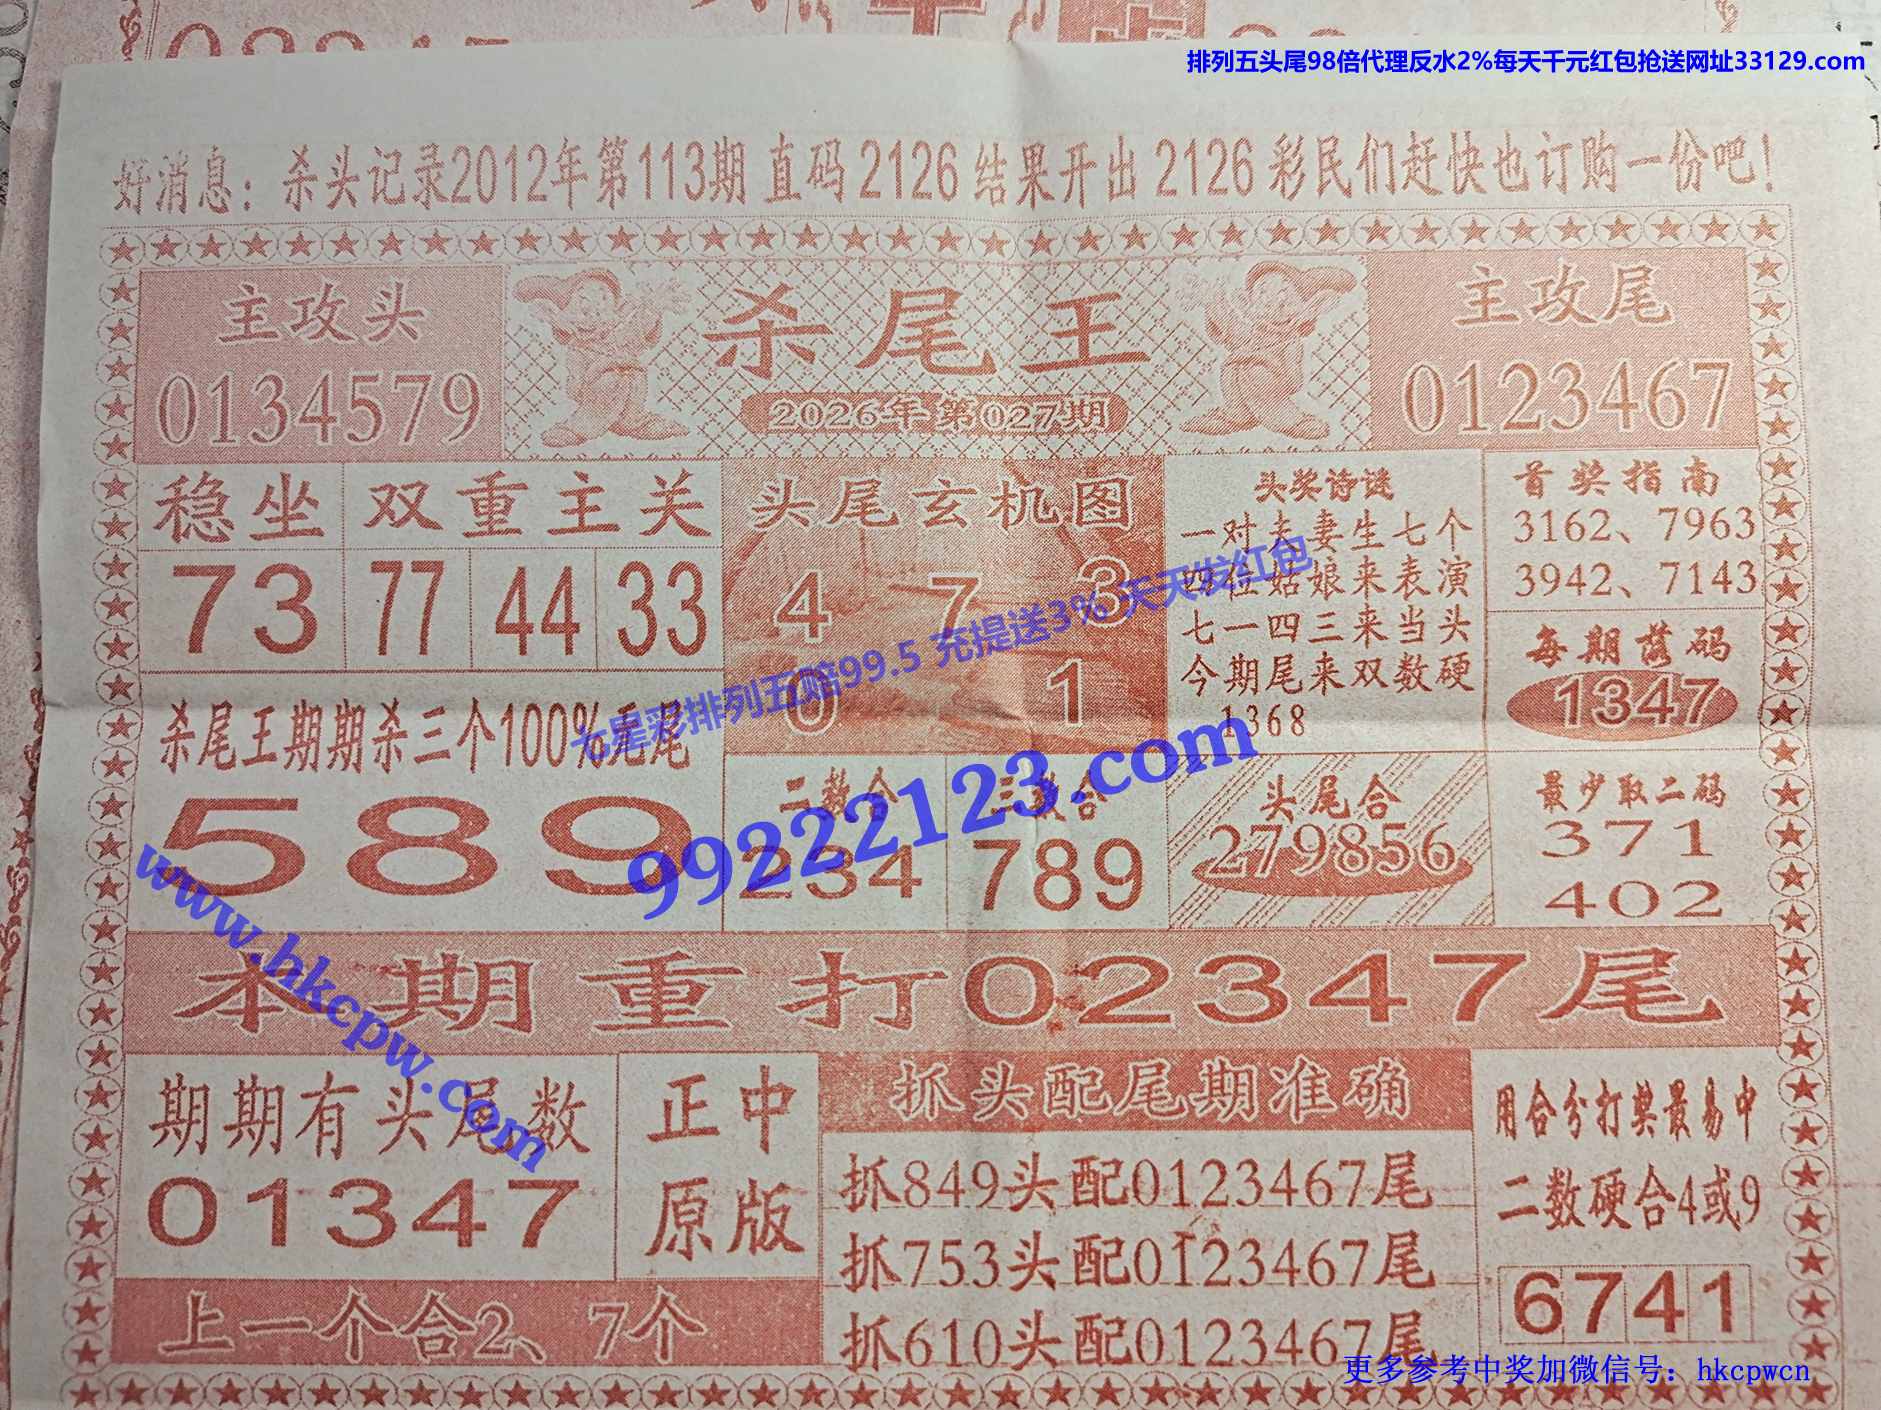 排列五头尾98倍代理反水2%每天千元红包抢送网址33129.com
好消息：杀头记录2012年第113期 直码 2126 结果开出 2126 彩民们赶快也订购一份吧！
主攻头
0134579
杀尾王
2026年第027期
主攻尾
0123467
稳坐
73
双重主关
77 44 33
头尾玄机图
4 7 3
0 1
头奖诗谜
一对夫妻生七个
四位姑娘来表演
七一四三来当头
今期尾来双数硬
1368
首奖指南
3162、7963
3942、7143
每期落码
1347
杀尾王期期杀三个100%无尾
589
二数合
234
三数合
789
头尾合
279856
最少取二码
371
402
本期重打02347尾
期期有头尾数
01347
正中
原版
上一个合2、7个
抓头配尾期准确
抓849头配0123467尾
抓753头配0123467尾
抓610头配0123467尾
用合分打奖最易中
二数硬合4或9
6741
七星彩排列五赔99.5 充提送3% 天天发红包
99222123.com
www.hkcpw.com
更多参考中奖加微信号：hkcpwcn